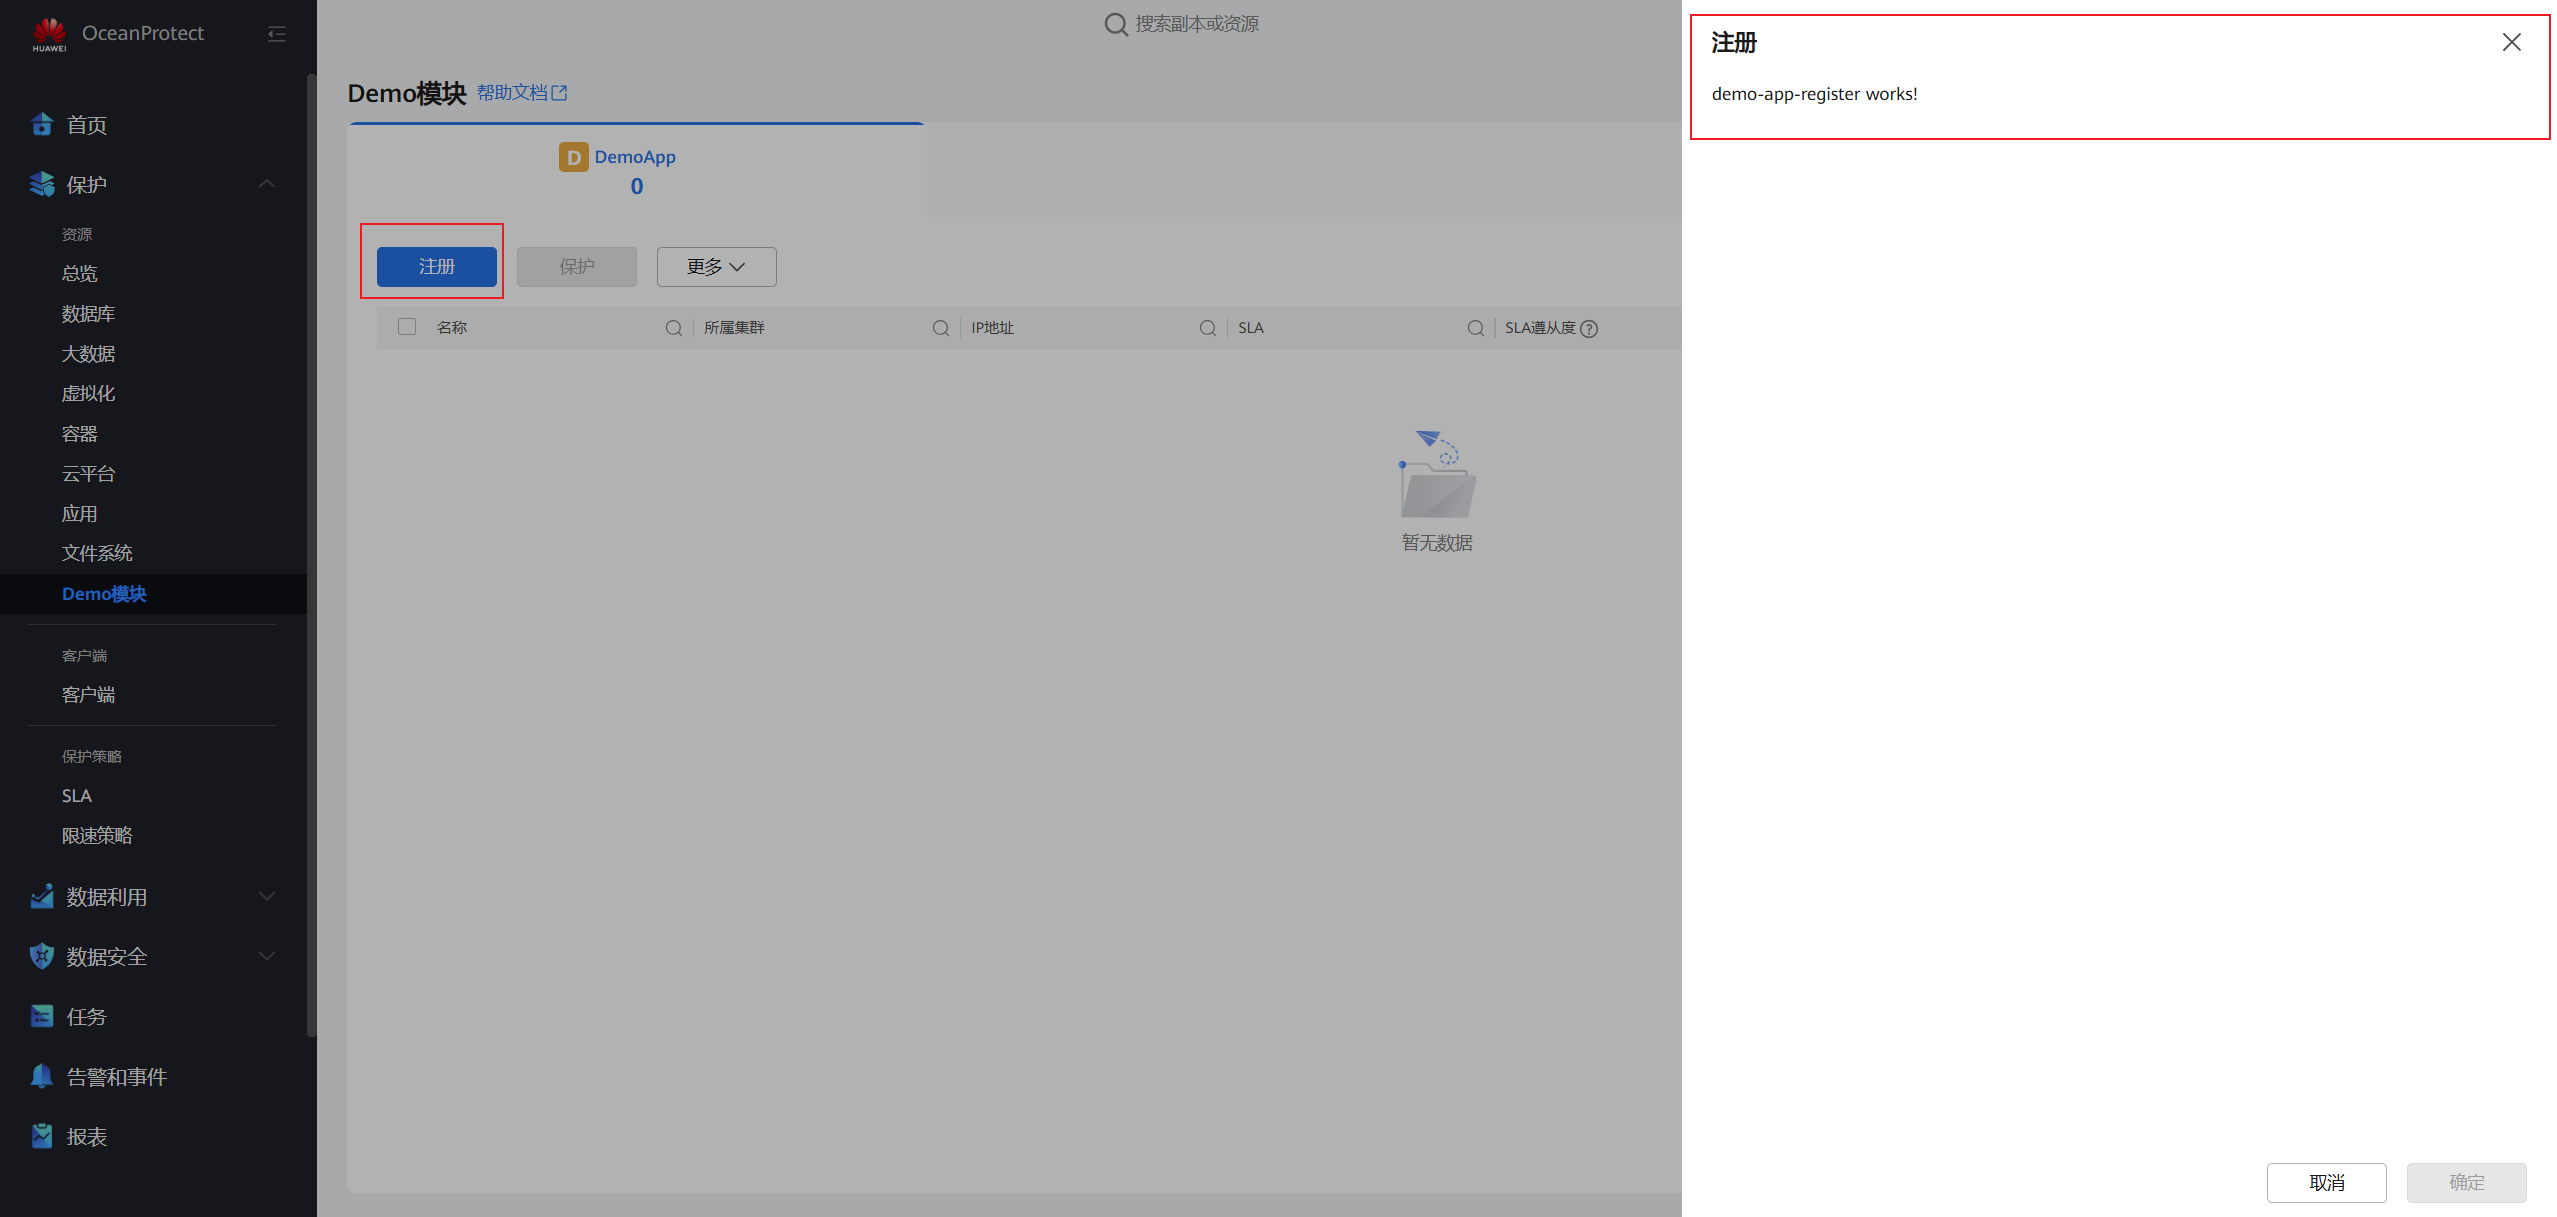 HUAWEI
OceanProtect
首页
保护
资源
总览
数据库
大数据
虚拟化
容器
云平台
应用
文件系统
Demo模块
客户端
客户端
保护策略
SLA
限速策略
数据利用
数据安全
任务
告警和事件
报表
搜索副本或资源
Demo模块 帮助文档
D DemoApp
0
注册 保护 更多
名称 所属集群 IP地址 SLA SLA遵从度 ?
暂无数据
注册
demo-app-register works!
取消 确定